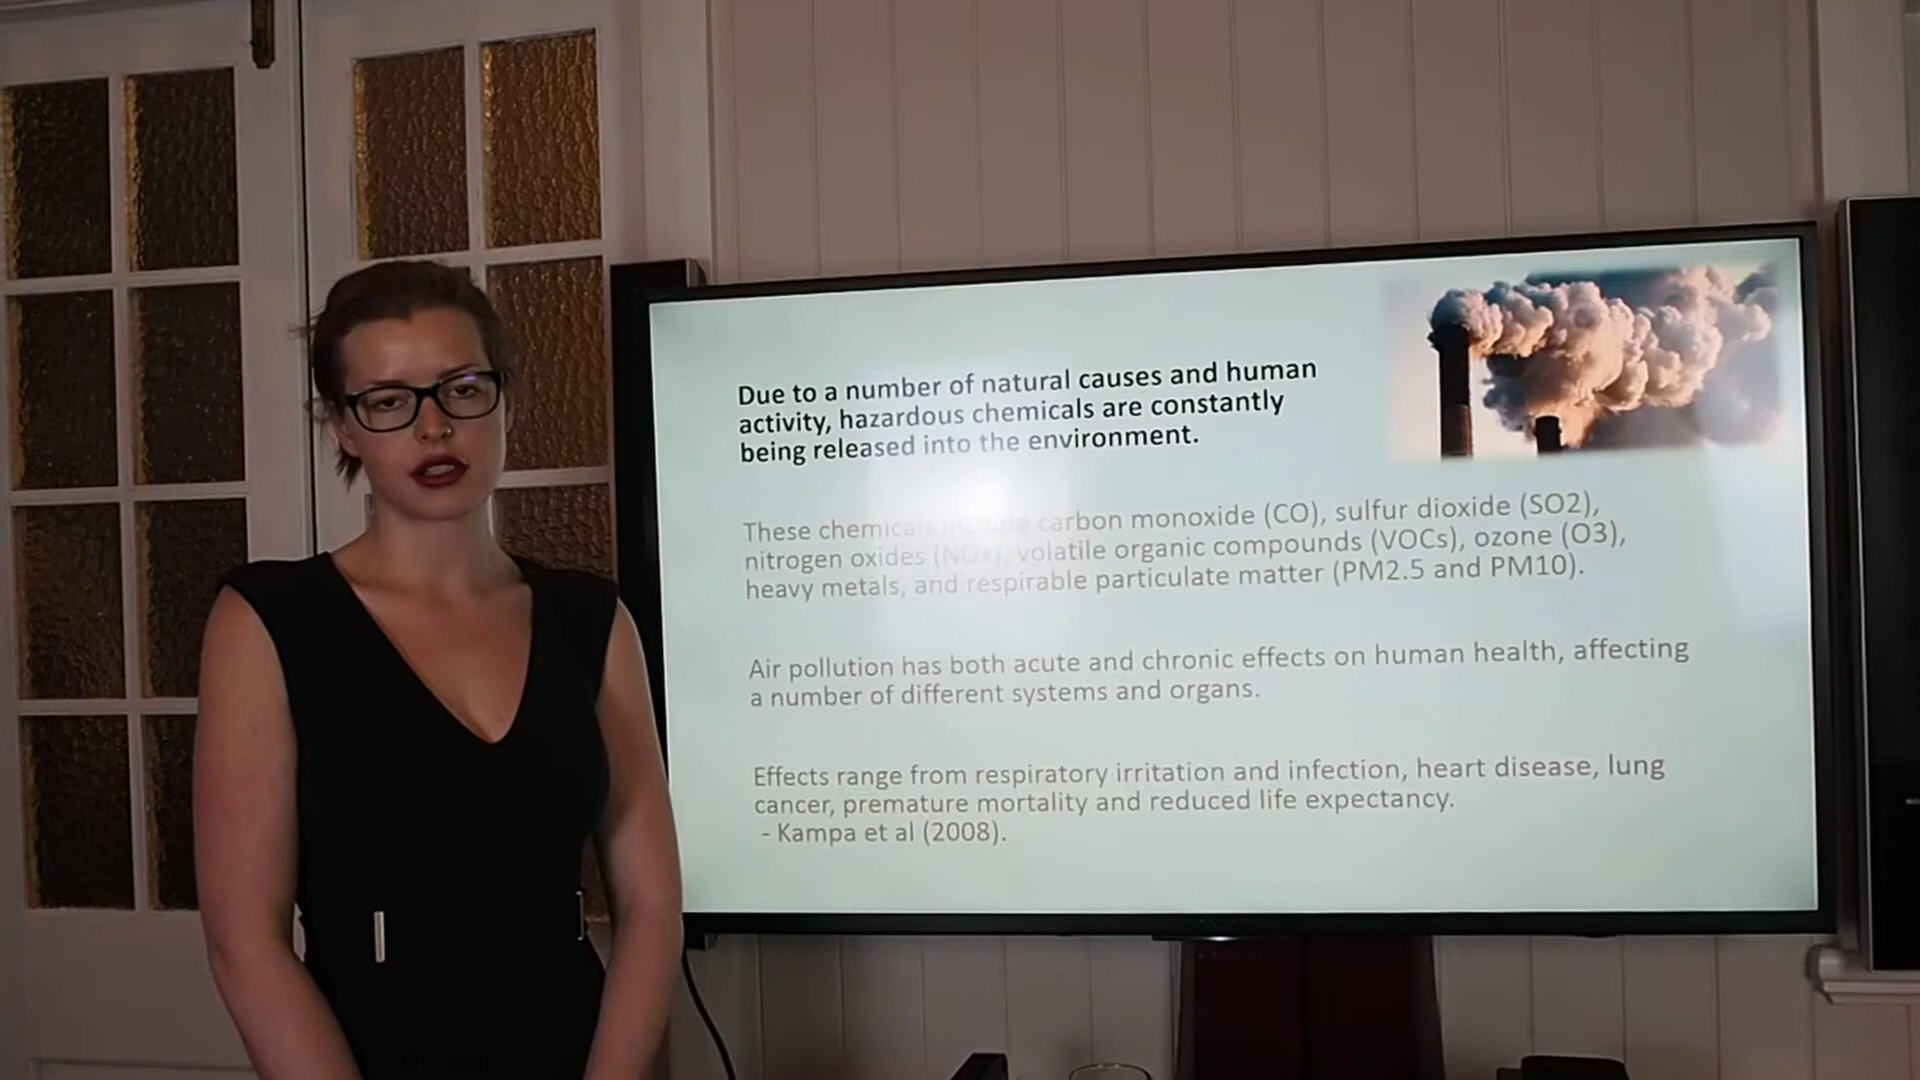 Due to a number of natural causes and human
activity, hazardous chemicals are constantly
being released into the environment.
These chemicals include carbon monoxide (CO), sulfur dioxide (SO2),
nitrogen oxides (NOx), volatile organic compounds (VOCs), ozone (O3),
heavy metals, and respirable particulate matter (PM2.5 and PM10).
Air pollution has both acute and chronic effects on human health, affecting
a number of different systems and organs.
Effects range from respiratory irritation and infection, heart disease, lung
cancer, premature mortality and reduced life expectancy.
- Kampa et al (2008).